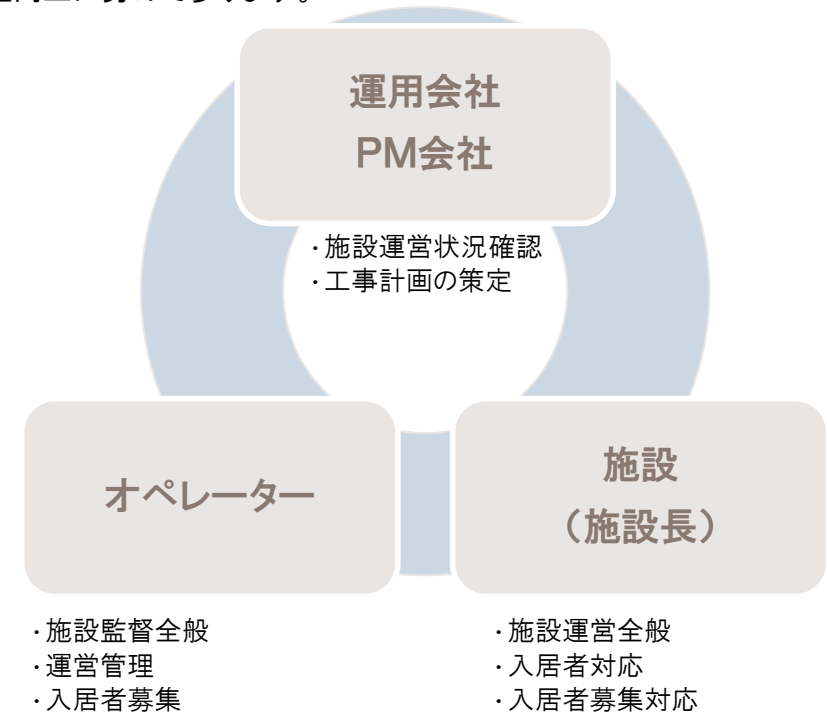 ます。
運用会社
PM会社
・施設運営状況確認
・工事計画の策定
オペレーター
施設
（施設長）
・施設監督全般
・運営管理
・入居者募集
・施設運営全般
・入居者対応
・入居者募集対応